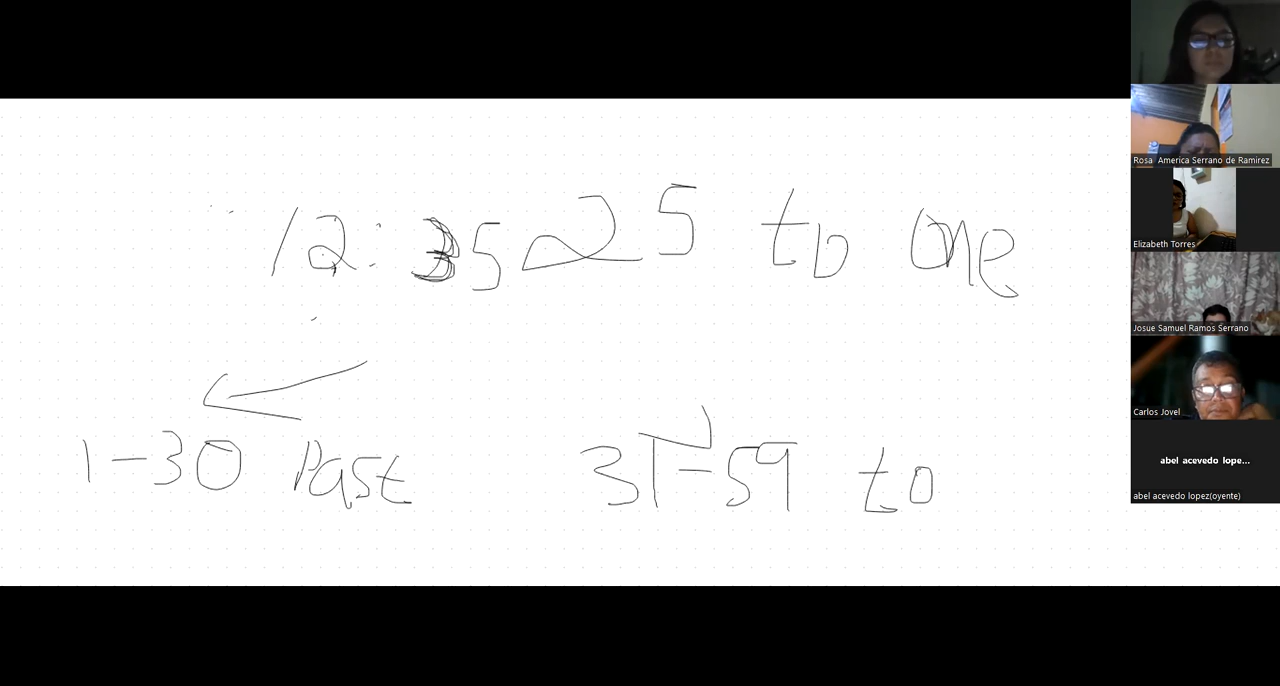 12:35 25 to one
1-30 Past 31-59 to
Rosa America Serrano de Ramirez
Elizabeth Torres
Josue Samuel Ramos Serrano
Carlos Jovel
abel acevedo lope...
abel acevedo lopez(oyente)